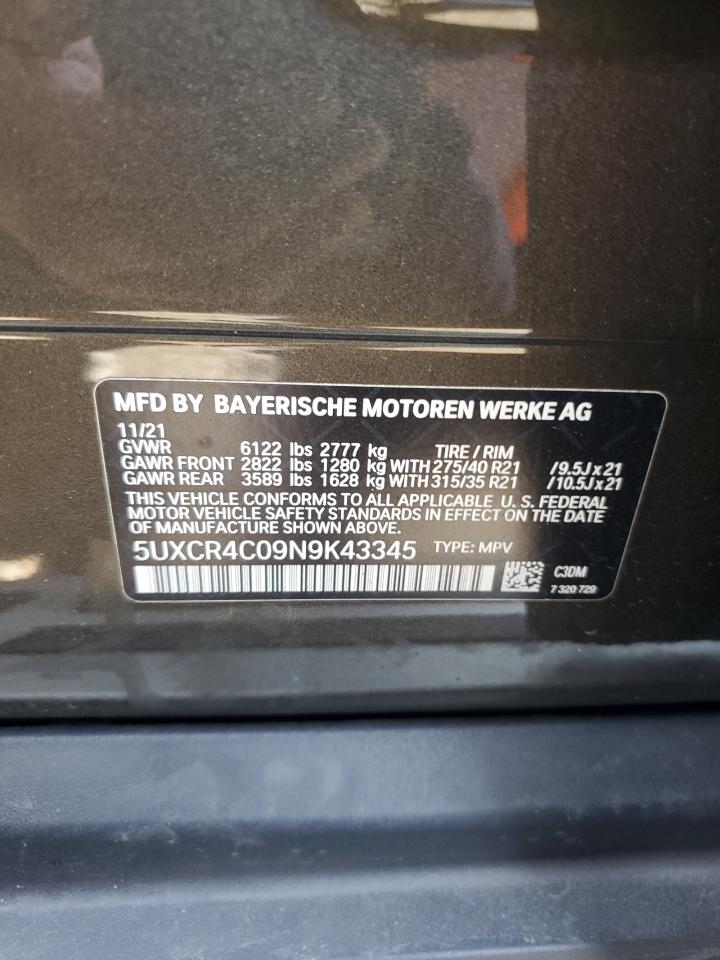 MFD BY BAYERISCHE MOTOREN WERKE AG
11/21
GVWR 6122 lbs 2777 kg TIRE / RIM
GAWR FRONT 2822 lbs 1280 kg WITH 275/40 R21 /9.5J x 21
GAWR REAR 3589 lbs 1628 kg WITH 315/35 R21 /10.5J x 21
THIS VEHICLE CONFORMS TO ALL APPLICABLE U. S. FEDERAL
MOTOR VEHICLE SAFETY STANDARDS IN EFFECT ON THE DATE
OF MANUFACTURE SHOWN ABOVE.
5UXCR4C09N9K43345 TYPE: MPV
C3DM
7 320 729